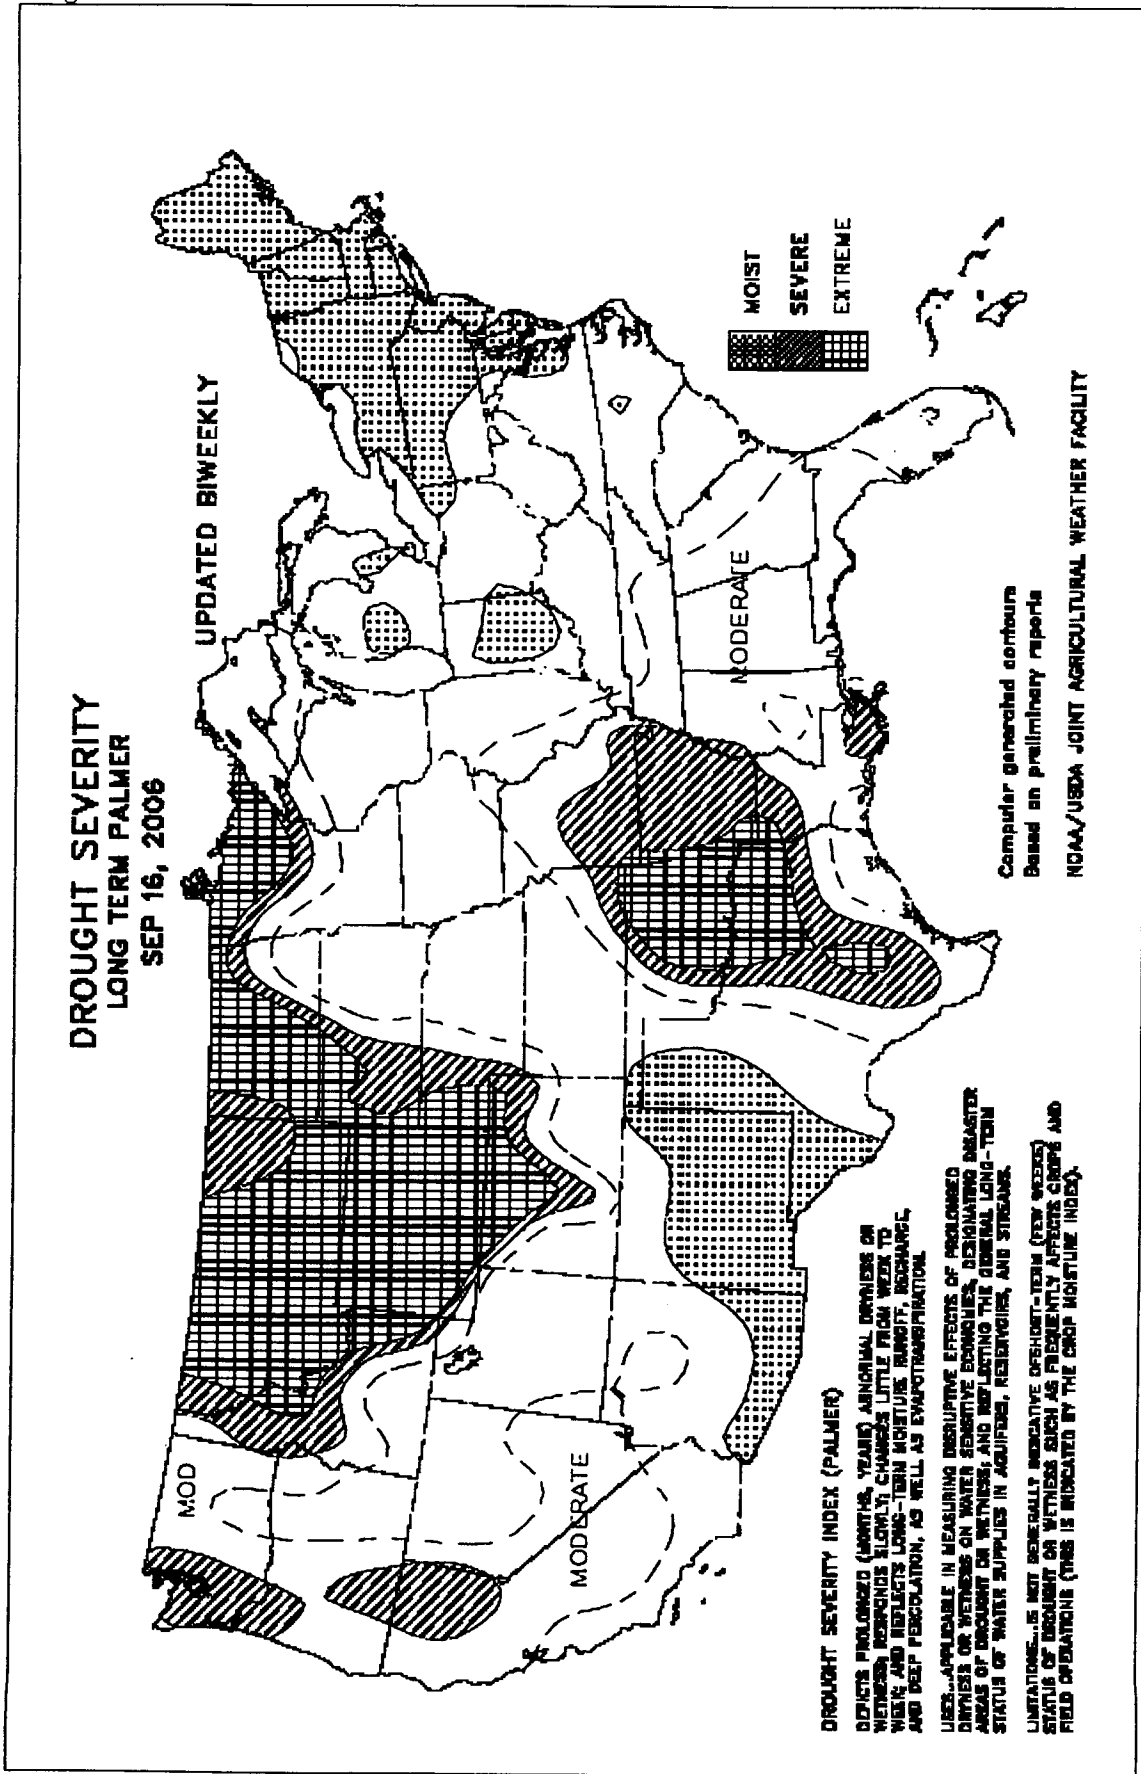 DROUGHT SEVERITY
LONG TERM PALMER
SEP 16, 2006
UPDATED BIWEEKLY
MOD
MODERATE
MODERATE
MOIST
SEVERE
EXTREME
DROUGHT SEVERITY INDEX (PALMER)
DEPICTS PROLONGED (MONTHS, YEARS) ABNORMAL DRYNESS OR
WETNESS; RESPONDS SLOWLY; CHANGES LITTLE FROM WEEK TO
WEEK; AND REFLECTS LONG-TERM MOISTURE RUNOFF, RECHARGE,
AND DEEP PERCOLATION, AS WELL AS EVAPOTRANSPIRATION.
USES...APPLICABLE IN MEASURING DISRUPTIVE EFFECTS OF PROLONGED
DRYNESS OR WETNESS ON WATER SENSITIVE ECONOMIES, DESIGNATING DISASTER
AREAS OF DROUGHT OR WETNESS; AND REFLECTING THE GENERAL LONG-TERM
STATUS OF WATER SUPPLIES IN AQUIFERS, RESERVOIRS, AND STREAMS.
LIMITATIONS...IS NOT GENERALLY INDICATIVE OF SHORT-TERM (FEW WEEKS)
STATUS OF DROUGHT OR WETNESS SUCH AS FREQUENTLY AFFECTS CROPS AND
FIELD OPERATIONS (THIS IS INDICATED BY THE CROP MOISTURE INDEX).
Computer generated contours
Based on preliminary reports
NOAA/USDA JOINT AGRICULTURAL WEATHER FACILITY